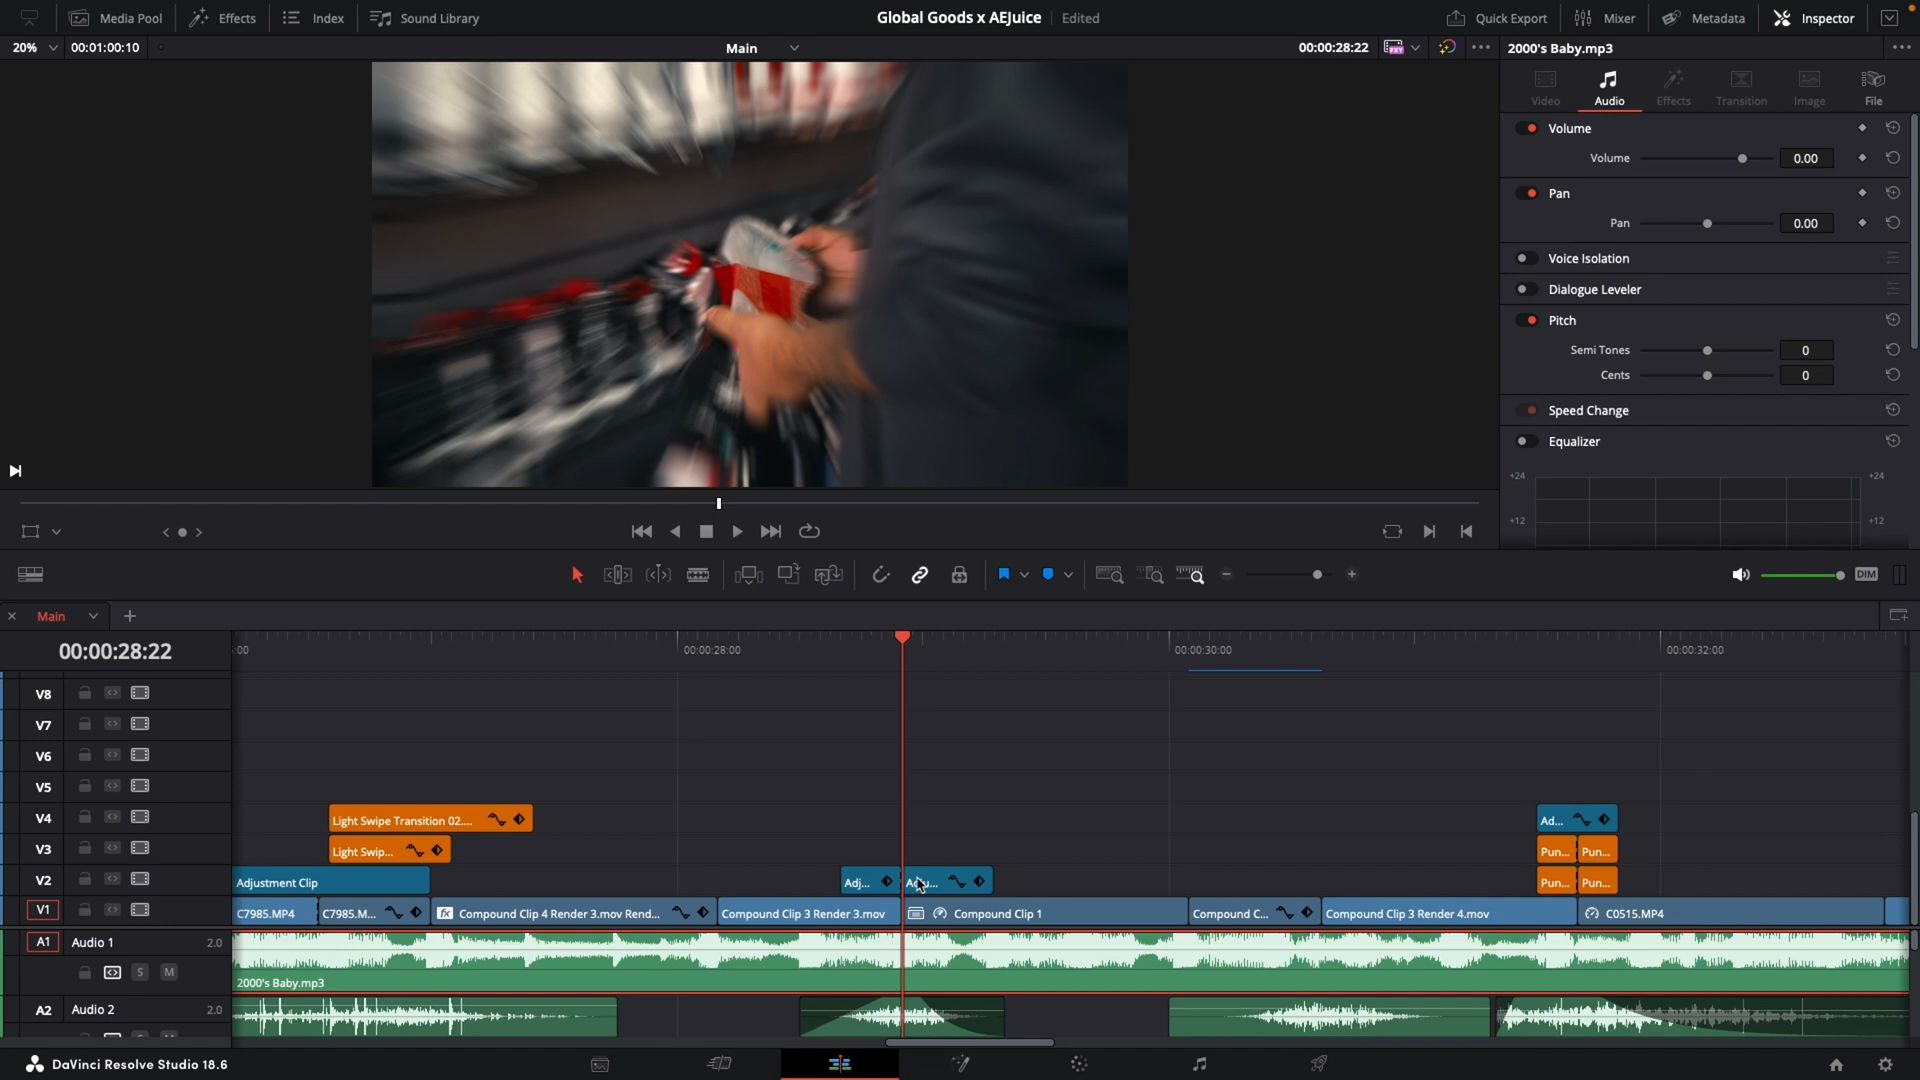 Media Pool
Effects
Index
Sound Library
Global Goods x AEJuice
Edited
Quick Export
Mixer
Metadata
Inspector
20%
00:01:00:10
Main
00:00:28:22
PXY
2000's Baby.mp3
Video
Audio
Effects
Transition
Image
File
Volume
Volume
0.00
Pan
Pan
0.00
Voice Isolation
Dialogue Leveler
Pitch
Semi Tones
0
Cents
0
Speed Change
Equalizer
+24
+24
+12
+12
DIM
Main
00:00:28:22
:00
00:00:28:00
00:00:30:00
00:00:32:00
V8
V7
V6
V5
V4
Light Swipe Transition 02....
Ad...
V3
Light Swip...
Pun...
Pun...
V2
Adjustment Clip
Adj...
Pun...
Pun...
V1
C7985.MP4
C7985.M...
fx
Compound Clip 4 Render 3.mov Rend...
Compound Clip 3 Render 3.mov
Compound Clip 1
Compound C...
Compound Clip 3 Render 4.mov
C0515.MP4
A1
Audio 1
2.0
S
M
2000's Baby.mp3
A2
Audio 2
2.0
DaVinci Resolve Studio 18.6